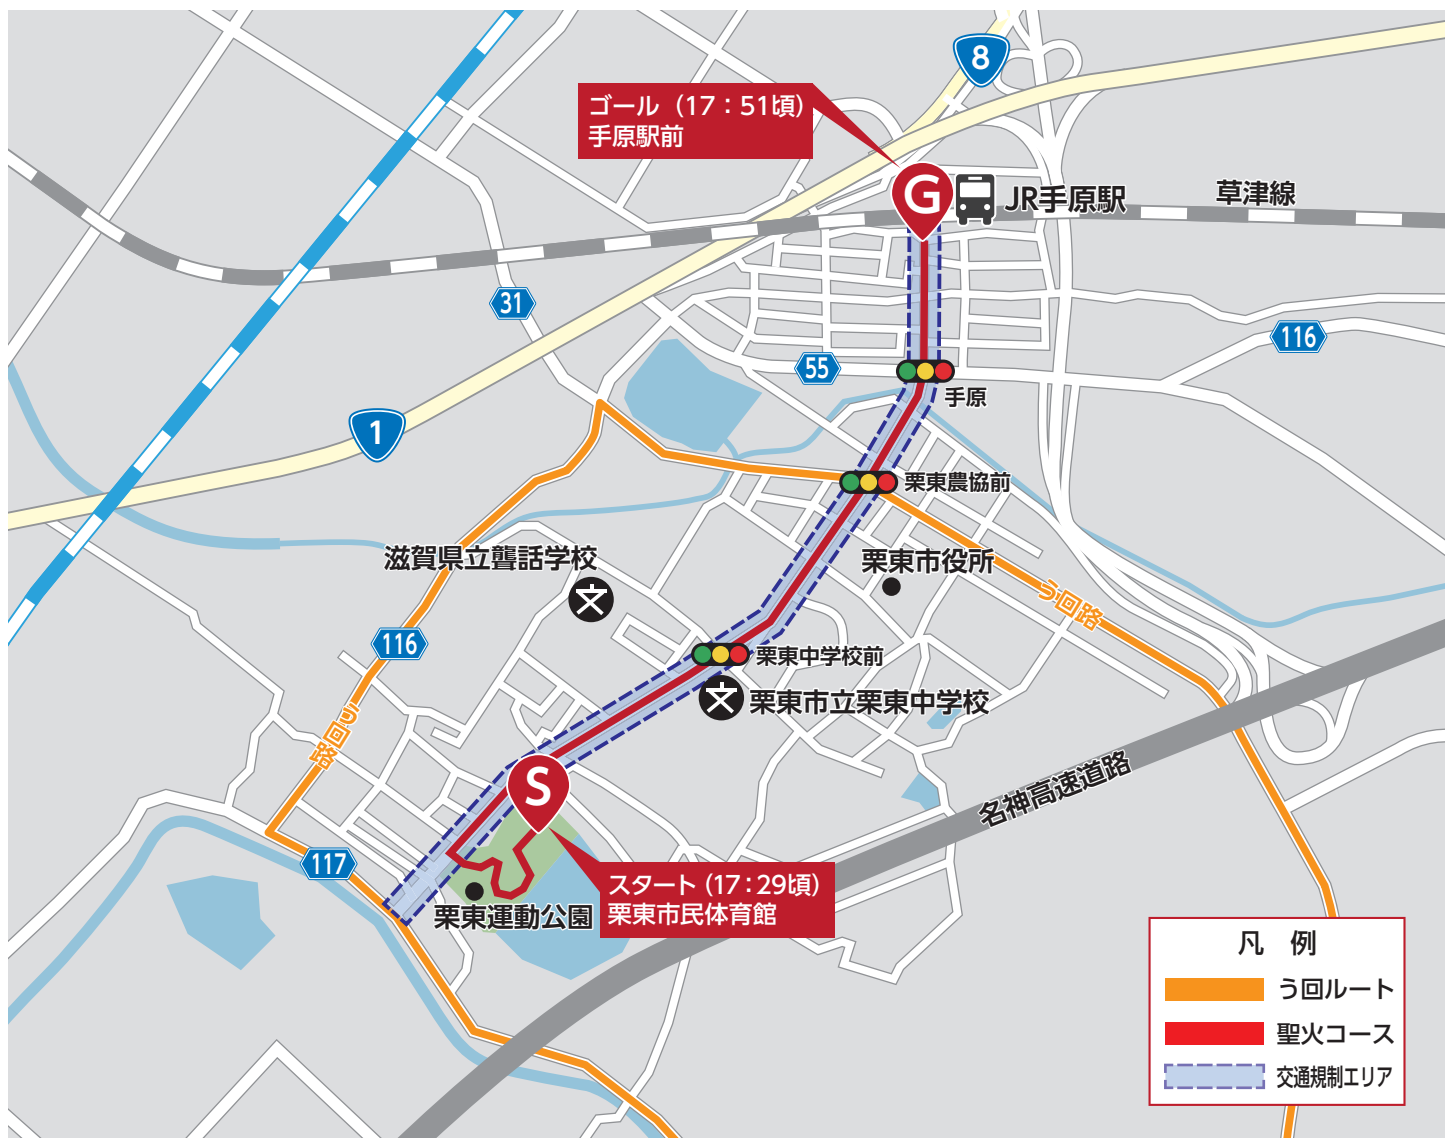 8
ゴール（17：51頃）
手原駅前
G
JR手原駅
草津線
31
116
55
手原
1
栗東農協前
滋賀県立聾話学校
栗東市役所
う回路
116
栗東中学校前
栗東市立栗東中学校
う回路
名神高速道路
S
117
スタート（17：29頃）
栗東市民体育館
栗東運動公園
凡　例
う回ルート
聖火コース
交通規制エリア